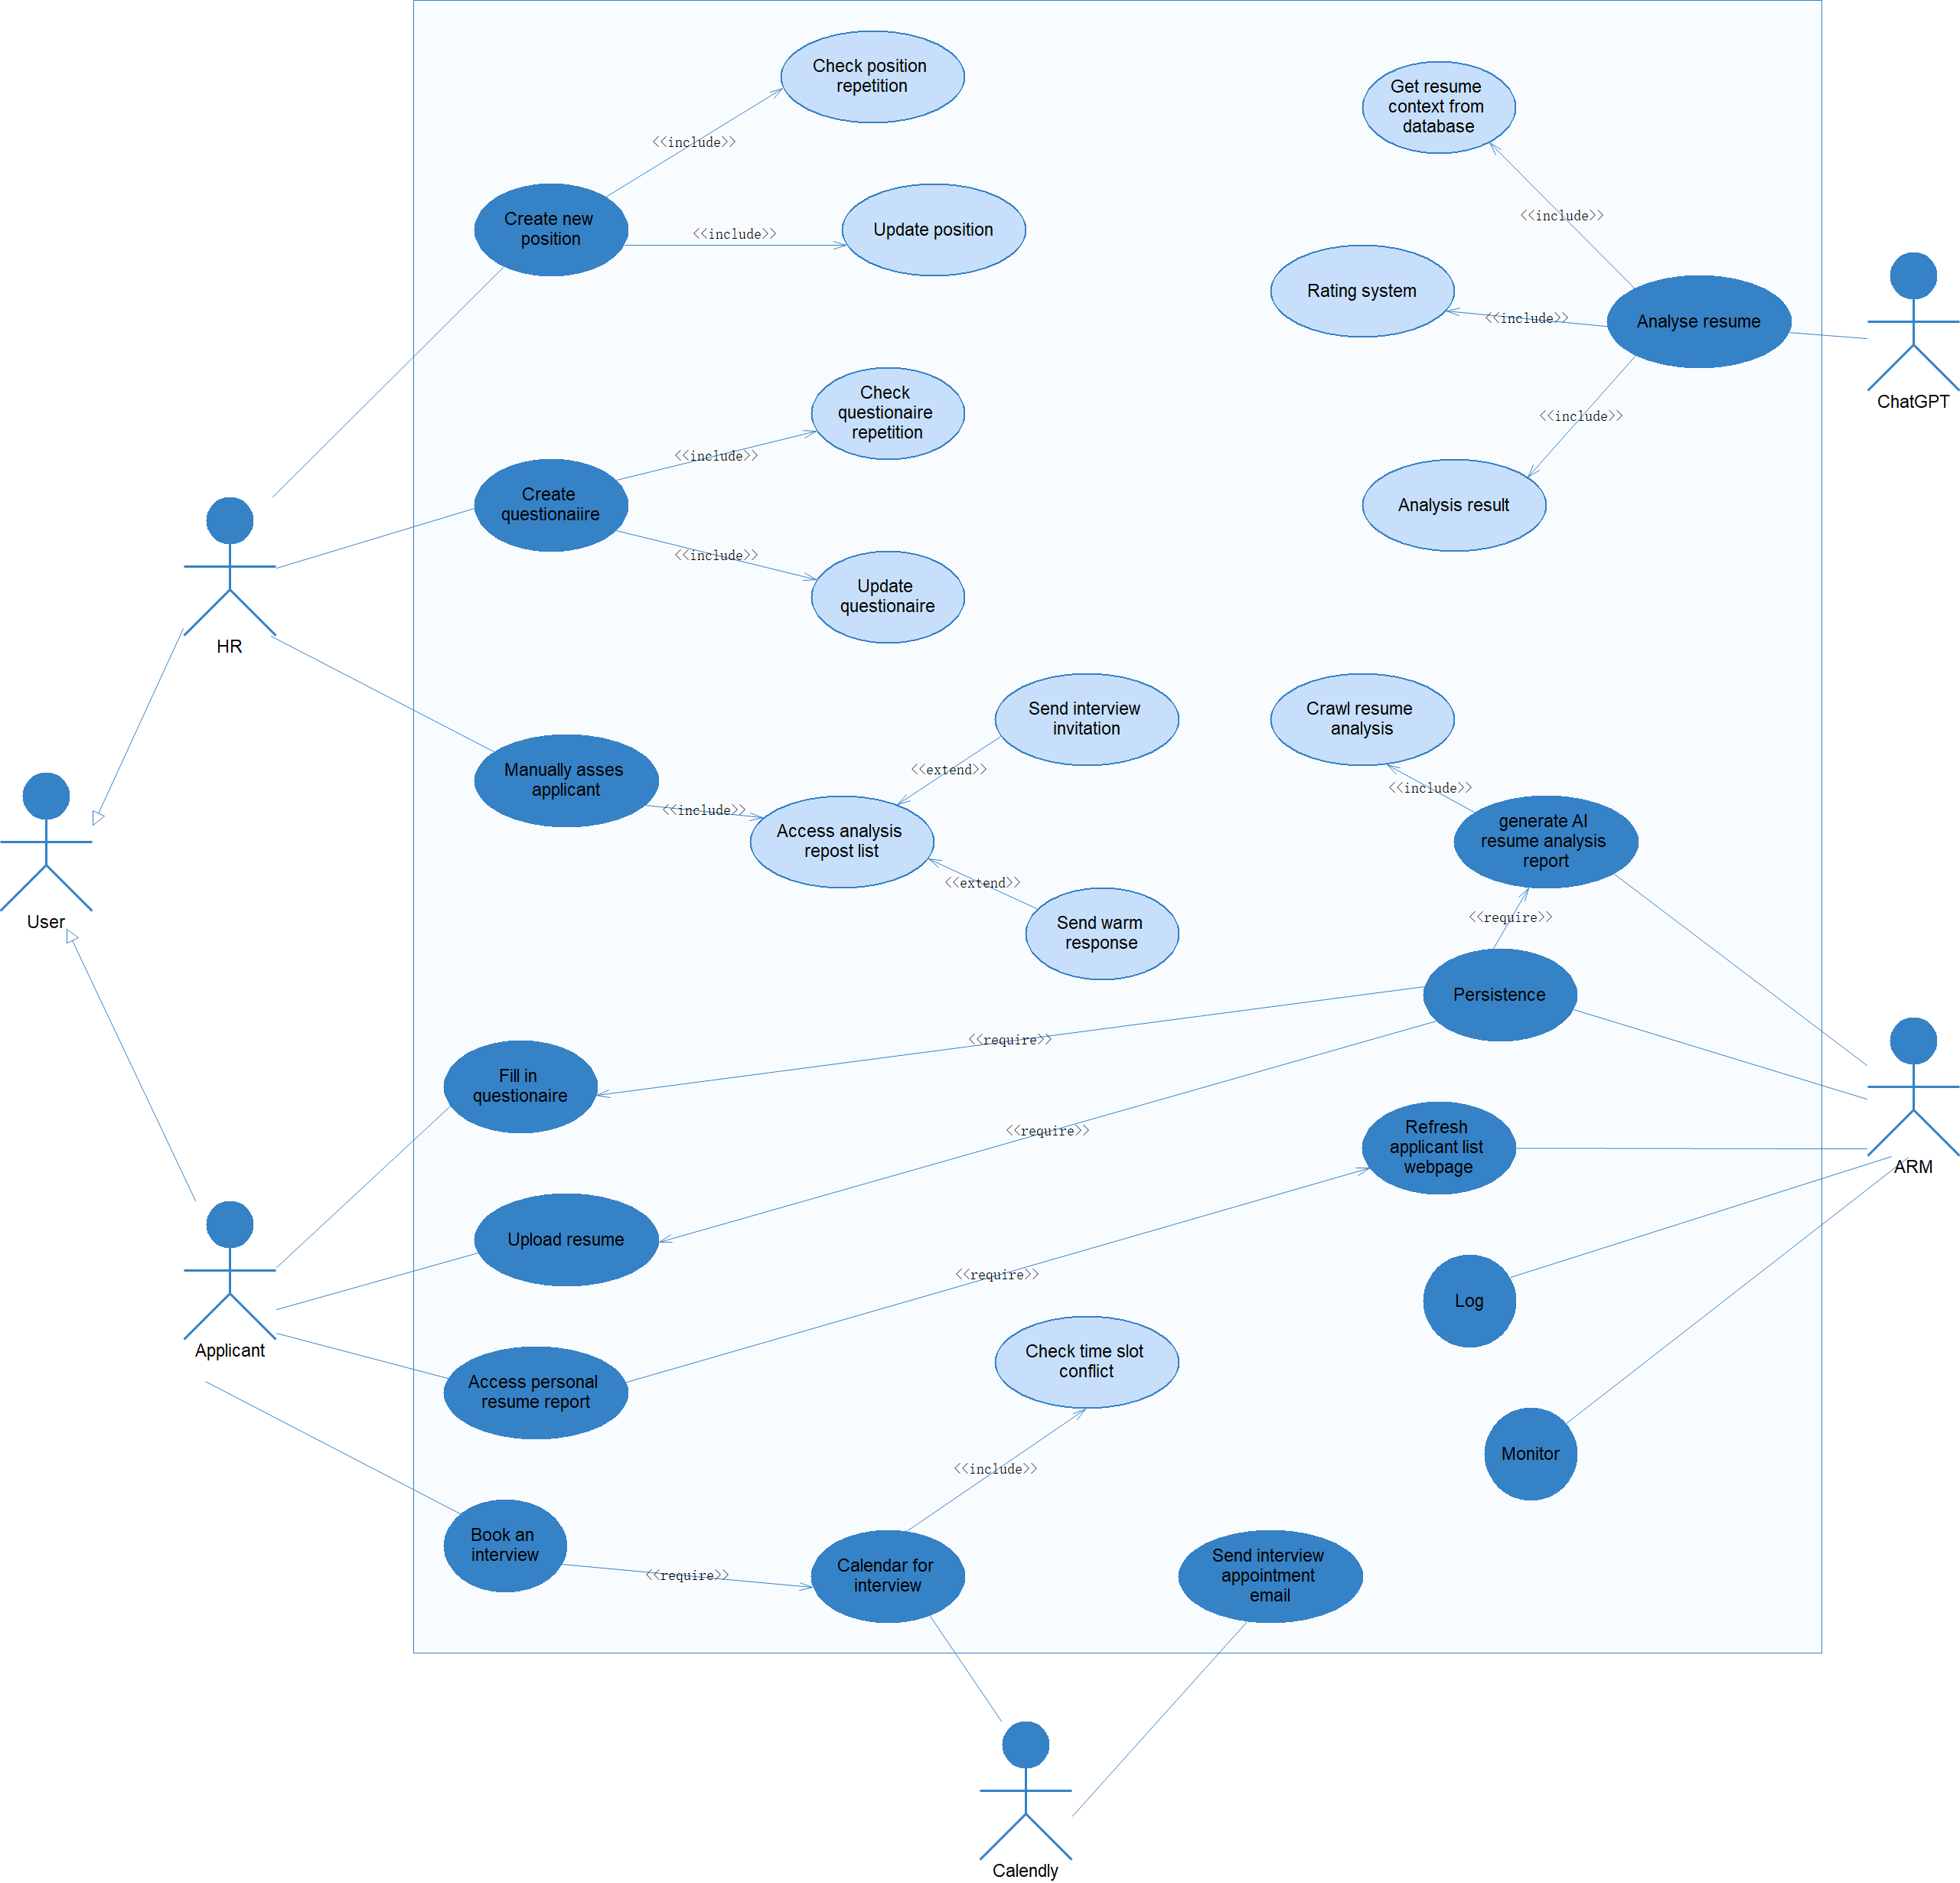 Check position
repetition
Get resume
context from
database
<<include>>
Create new
position
<<include>>
Update position
<<include>>
Rating system
<<include>>
Analyse resume
ChatGPT
Check
questionaire
repetition
<<include>>
<<include>>
Create
questionaiire
Analysis result
<<include>>
Update
questionaire
HR
Send interview
invitation
Crawl resume
analysis
Manually asses
applicant
<<extend>>
<<include>>
<<include>>
Access analysis
repost list
generate AI
resume analysis
report
<<extend>>
User
<<require>>
Send warm
response
Persistence
<<require>>
Fill in
questionaire
<<require>>
Refresh
applicant list
webpage
ARM
Upload resume
<<require>>
Log
Applicant
Check time slot
conflict
Access personal
resume report
Monitor
<<include>>
Book an
interview
<<require>>
Calendar for
interview
Send interview
appointment
email
Calendly